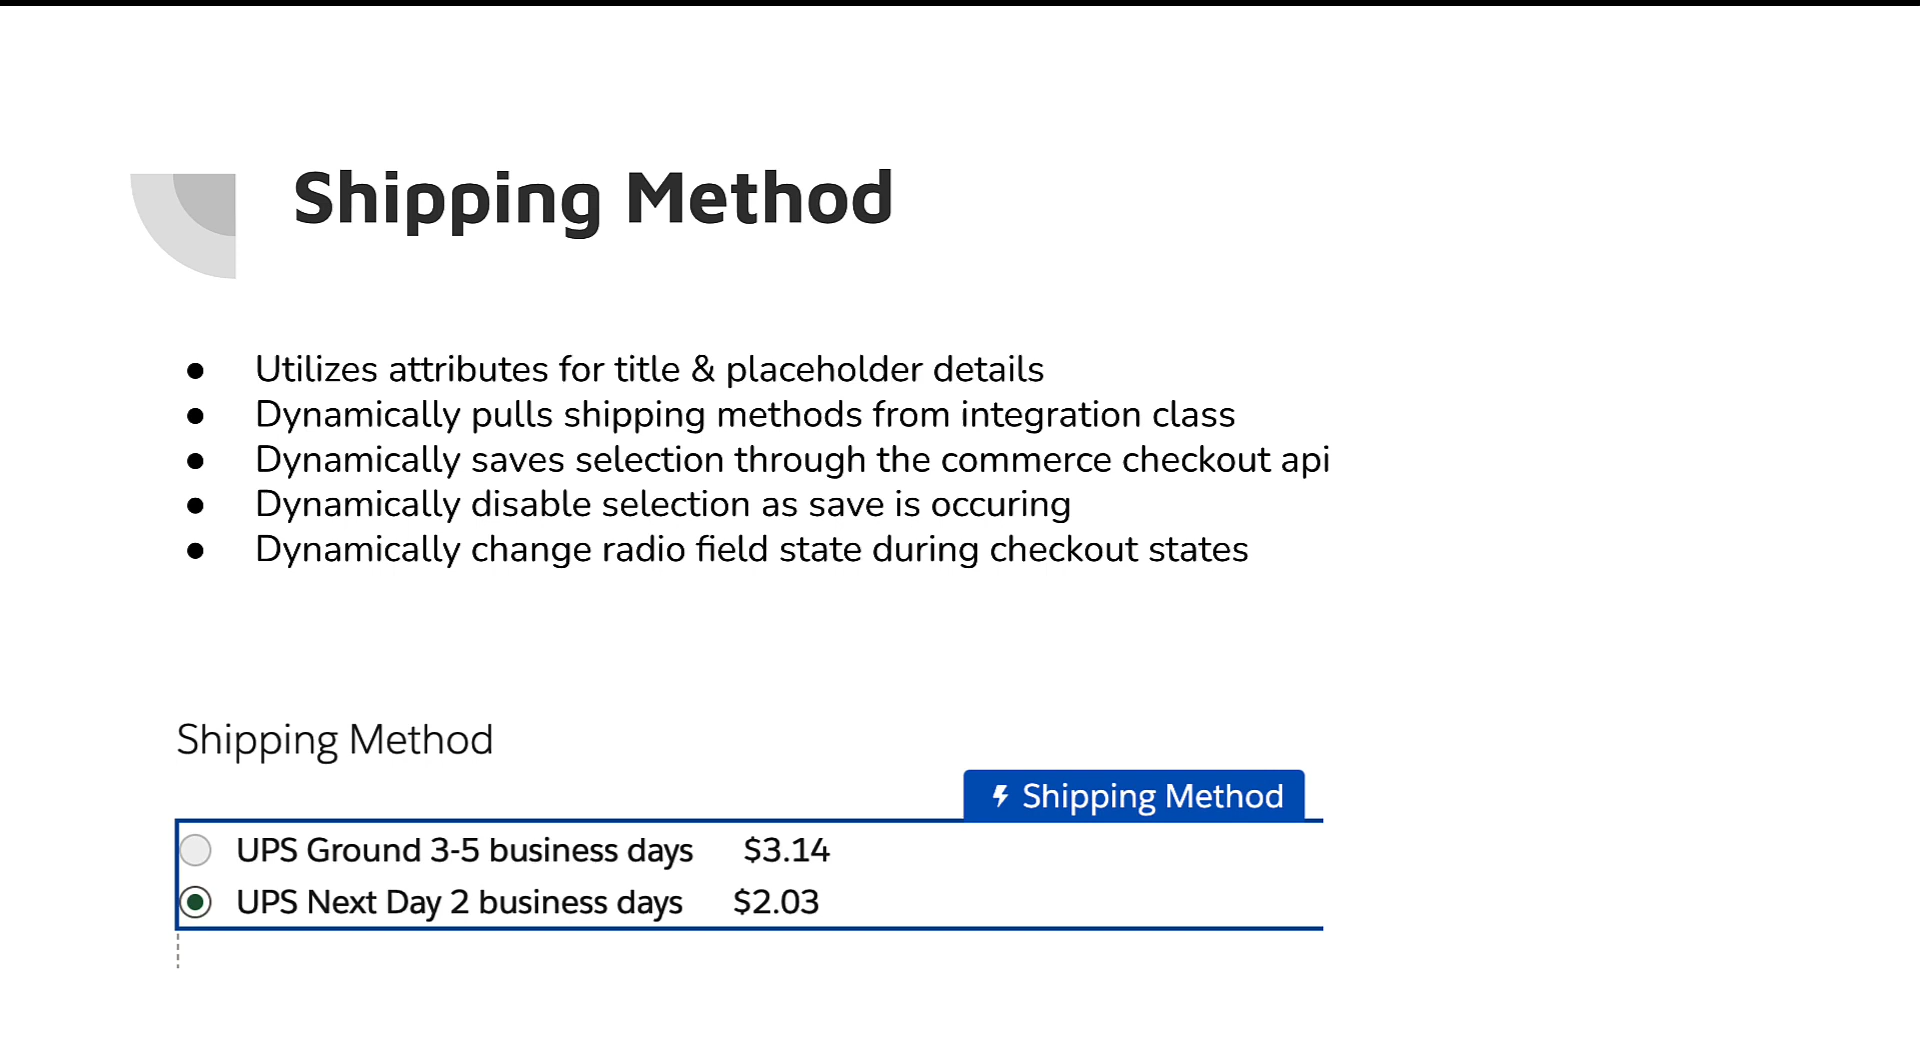 Shipping Method
● Utilizes attributes for title & placeholder details
● Dynamically pulls shipping methods from integration class
● Dynamically saves selection through the commerce checkout api
● Dynamically disable selection as save is occuring
● Dynamically change radio field state during checkout states
Shipping Method
Shipping Method
UPS Ground 3-5 business days $3.14
UPS Next Day 2 business days $2.03